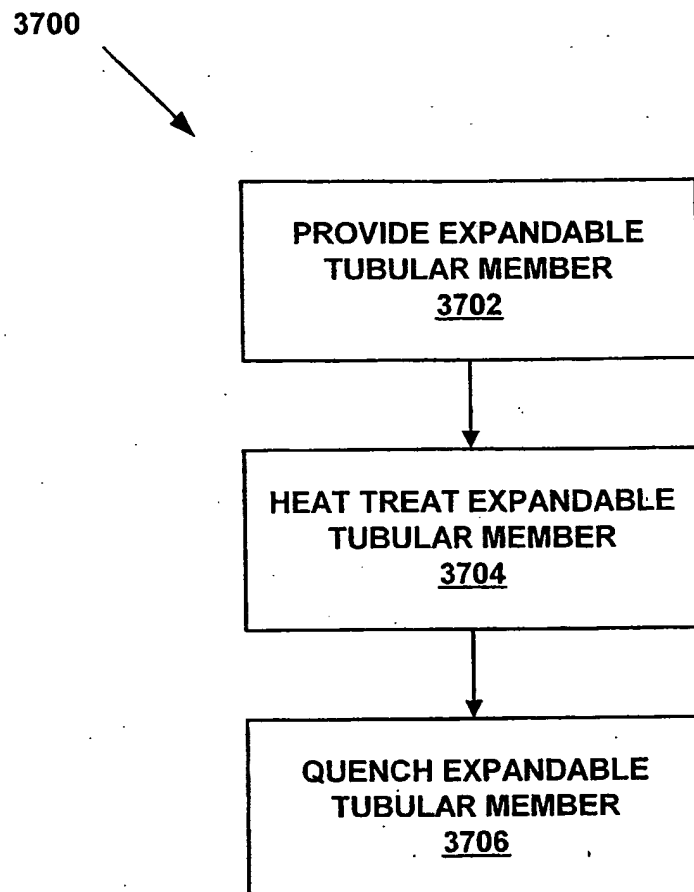 3700
PROVIDE EXPANDABLE
TUBULAR MEMBER
3702
HEAT TREAT EXPANDABLE
TUBULAR MEMBER
3704
QUENCH EXPANDABLE
TUBULAR MEMBER
3706